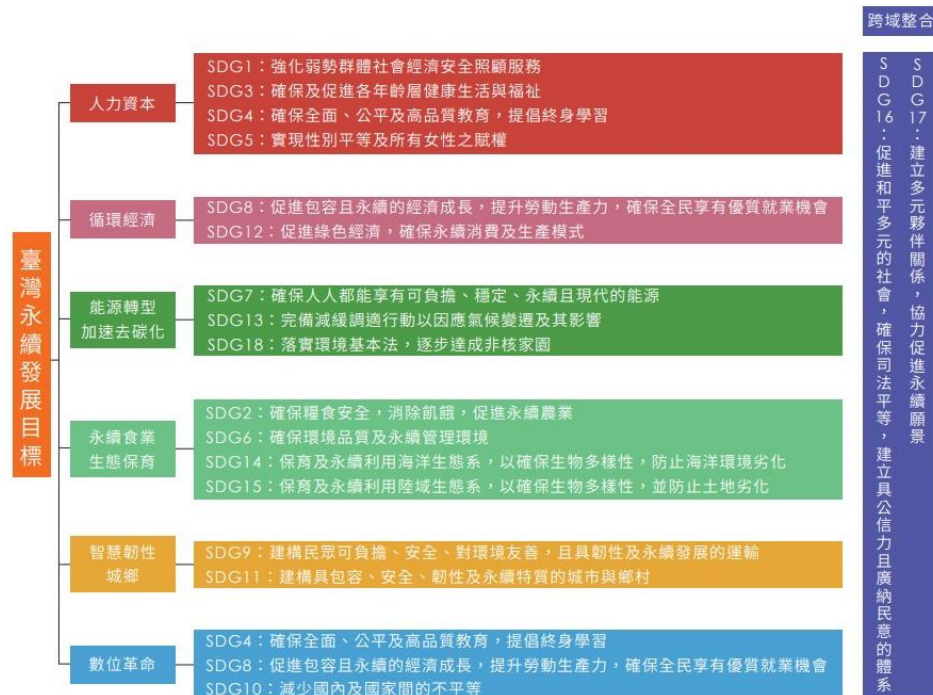 臺灣永續發展目標
人力資本
SDG1：強化弱勢群體社會經濟安全照顧服務
SDG3：確保及促進各年齡層健康生活與福祉
SDG4：確保全面、公平及高品質教育，提倡終身學習
SDG5：實現性別平等及所有女性之賦權
循環經濟
SDG8：促進包容且永續的經濟成長，提升勞動生產力，確保全民享有優質就業機會
SDG12：促進綠色經濟，確保永續消費及生產模式
能源轉型
加速去碳化
SDG7：確保人人都能享有可負擔、穩定、永續且現代的能源
SDG13：完備減緩調適行動以因應氣候變遷及其影響
SDG18：落實環境基本法，逐步達成非核家園
永續食業
生態保育
SDG2：確保糧食安全，消除飢餓，促進永續農業
SDG6：確保環境品質及永續管理環境
SDG14：保育及永續利用海洋生態系，以確保生物多樣性，防止海洋環境劣化
SDG15：保育及永續利用陸域生態系，以確保生物多樣性，並防止土地劣化
智慧韌性
城鄉
SDG9：建構民眾可負擔、安全、對環境友善，且具韌性及永續發展的運輸
SDG11：建構具包容、安全、韌性及永續特質的城市與鄉村
數位革命
SDG4：確保全面、公平及高品質教育，提倡終身學習
SDG8：促進包容且永續的經濟成長，提升勞動生產力，確保全民享有優質就業機會
SDG10：減少國內及國家間的不平等
跨域整合
SDG17：建立多元夥伴關係，協力促進永續願景
SDG16：促進和平多元的社會，確保司法平等，建立具公信力且廣納民意的體系